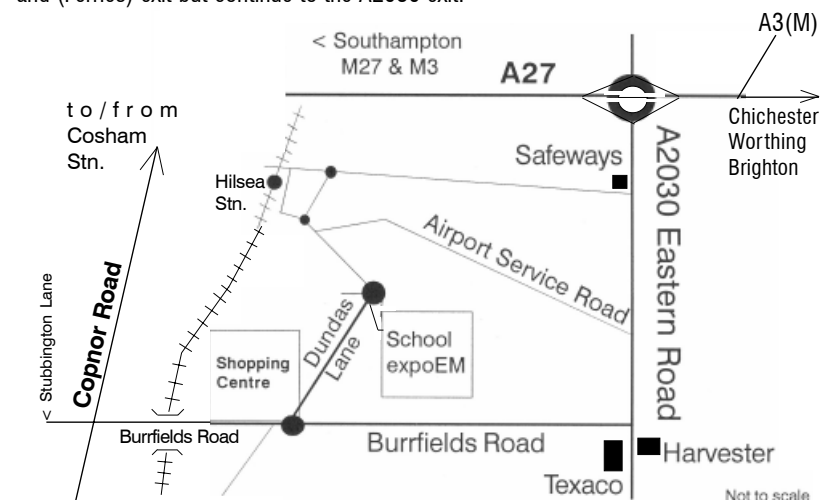 and (Ferries) exit but continue to the A2030 exit.
A3(M)
< Southampton
M27 & M3
A27
to/from
Cosham
Stn.
Chichester
Worthing
Brighton
Safeways
Hilsea
Stn.
A2030 Eastern Road
Airport Service Road
< Stubbington Lane
Copnor Road
Dundas
Lane
School
expoEM
Shopping
Centre
Burrfields Road
Burrfields Road
Harvester
Texaco
Not to scale